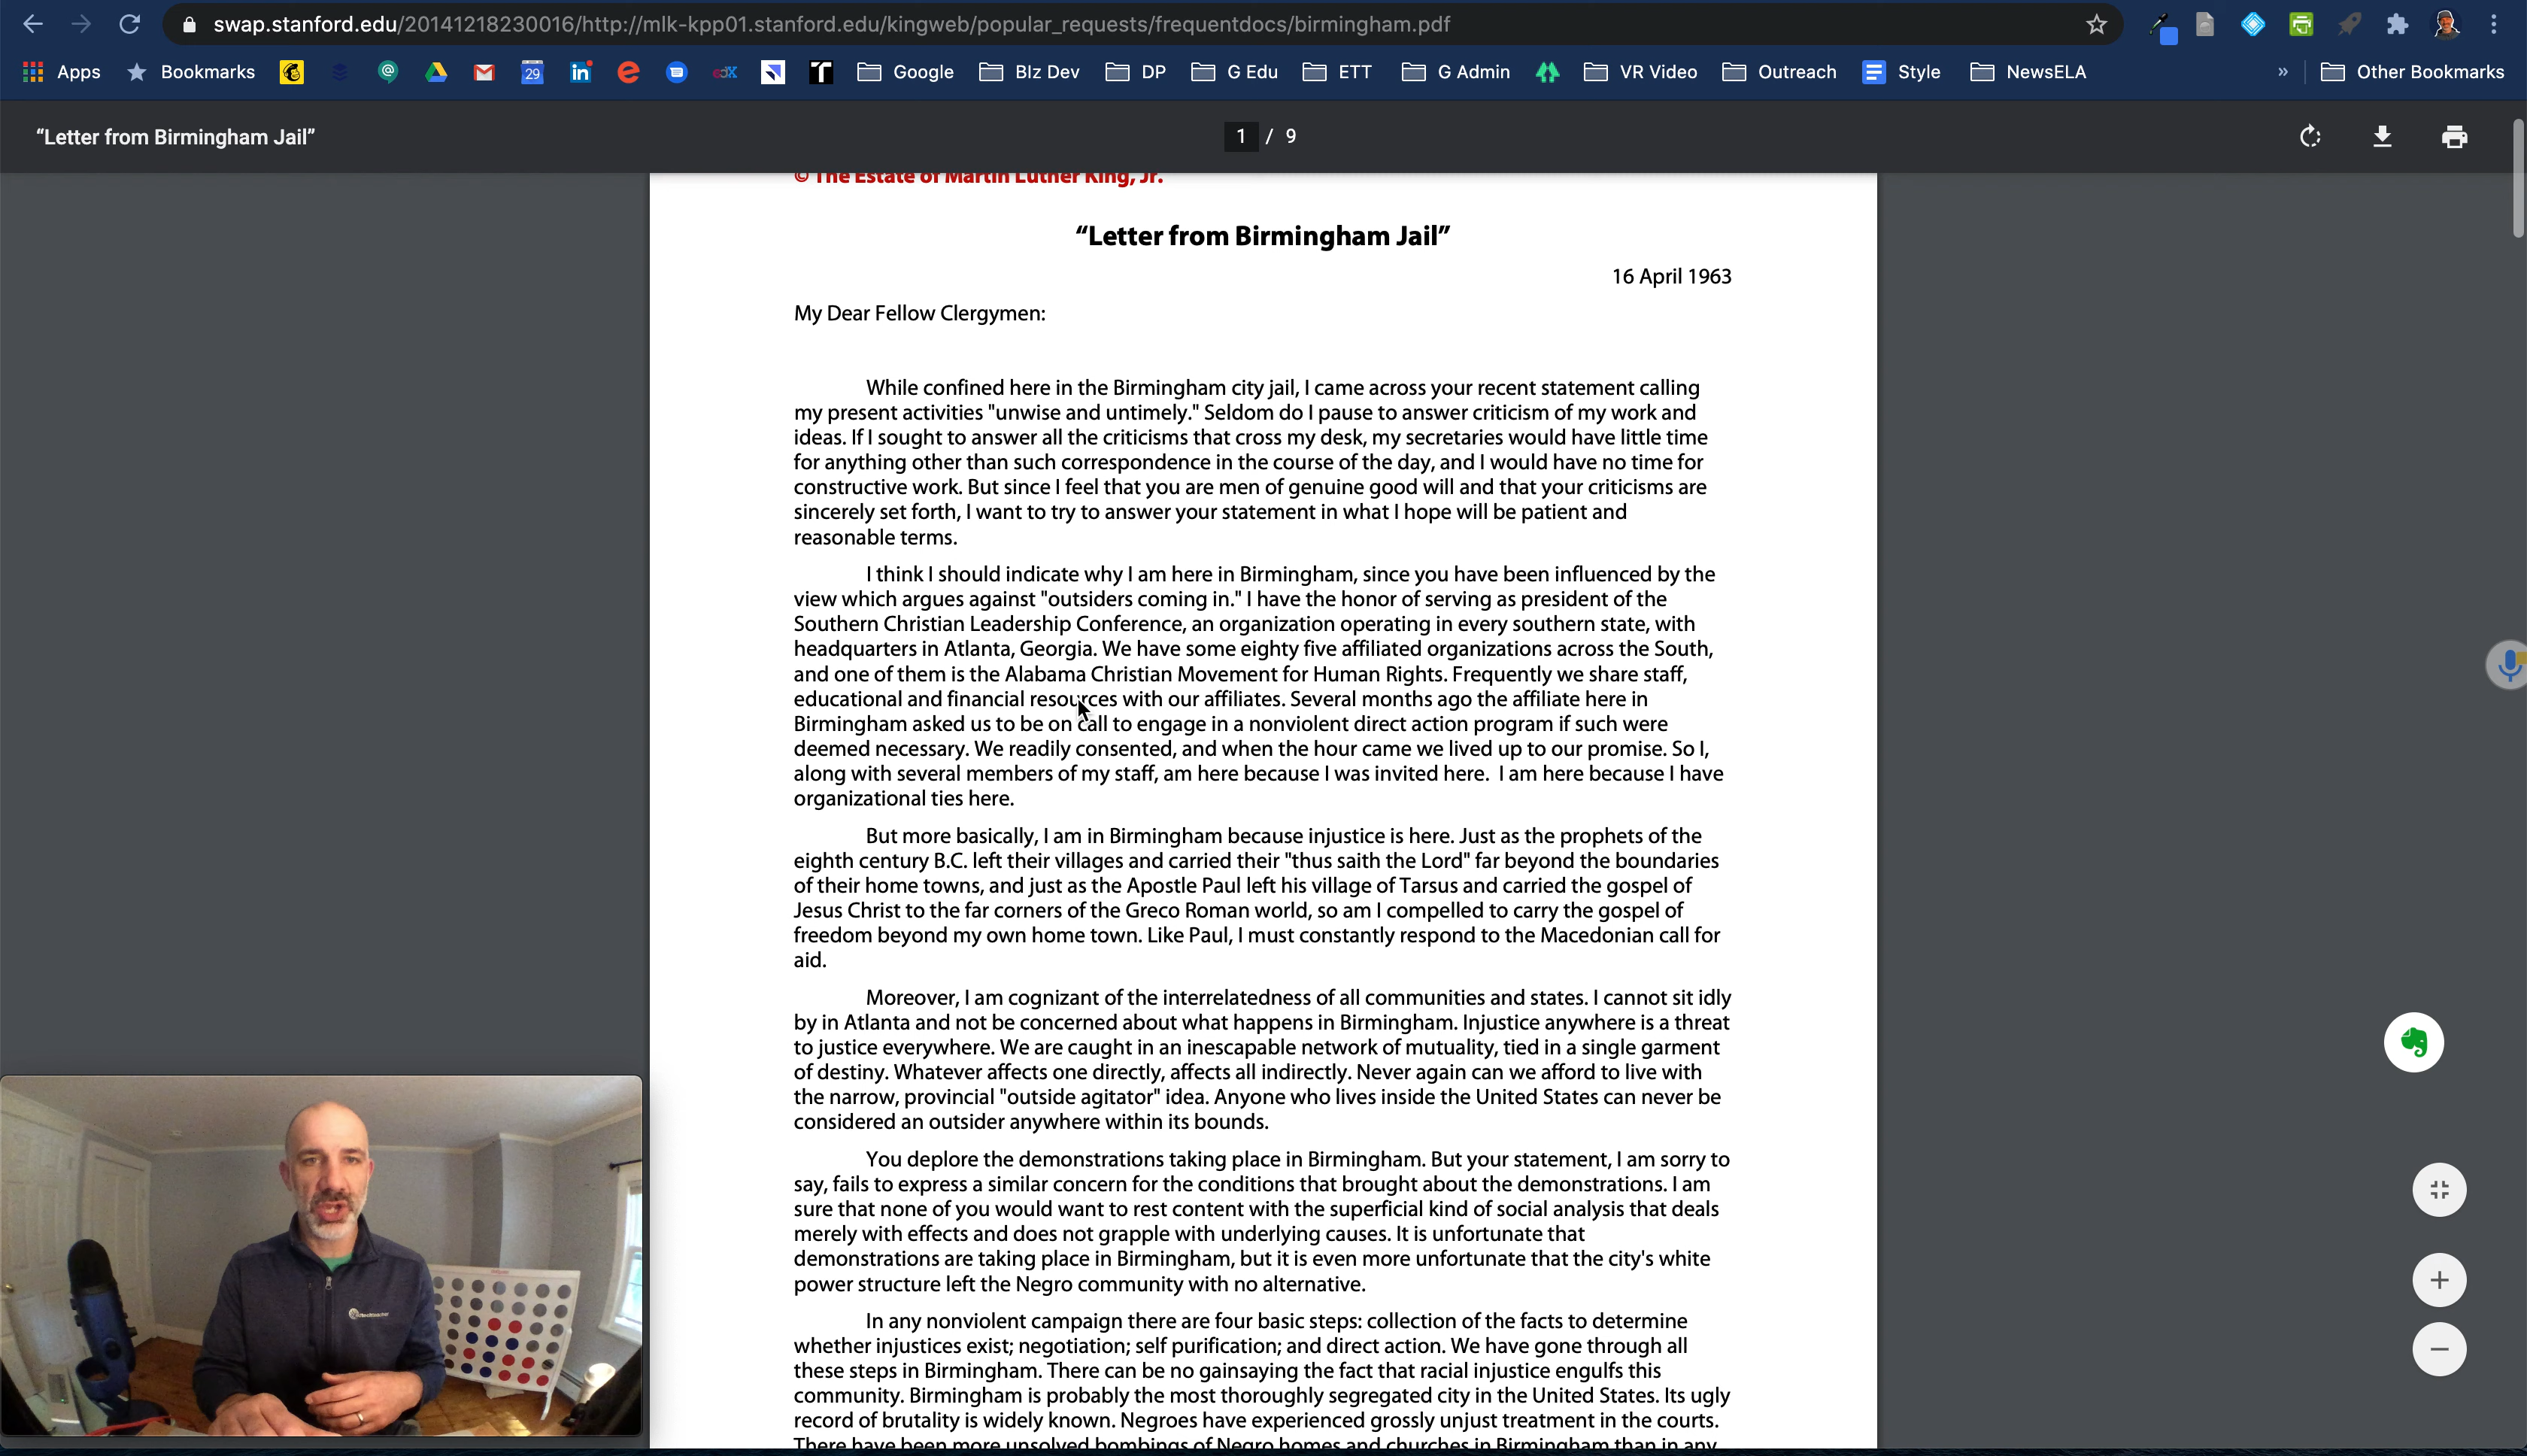 swap.stanford.edu/20141218230016/http://mlk-kpp01.stanford.edu/kingweb/popular_requests/frequentdocs/birmingham.pdf
Apps Bookmarks 29 Google BIz Dev DP G Edu ETT G Admin VR Video Outreach Style NewsELA » Other Bookmarks
“Letter from Birmingham Jail” 1 / 9
© The Estate of Martin Luther King, Jr.
“Letter from Birmingham Jail”
16 April 1963
My Dear Fellow Clergymen:
While confined here in the Birmingham city jail, I came across your recent statement calling
my present activities "unwise and untimely." Seldom do I pause to answer criticism of my work and
ideas. If I sought to answer all the criticisms that cross my desk, my secretaries would have little time
for anything other than such correspondence in the course of the day, and I would have no time for
constructive work. But since I feel that you are men of genuine good will and that your criticisms are
sincerely set forth, I want to try to answer your statement in what I hope will be patient and
reasonable terms.
I think I should indicate why I am here in Birmingham, since you have been influenced by the
view which argues against "outsiders coming in." I have the honor of serving as president of the
Southern Christian Leadership Conference, an organization operating in every southern state, with
headquarters in Atlanta, Georgia. We have some eighty five affiliated organizations across the South,
and one of them is the Alabama Christian Movement for Human Rights. Frequently we share staff,
educational and financial resources with our affiliates. Several months ago the affiliate here in
Birmingham asked us to be on call to engage in a nonviolent direct action program if such were
deemed necessary. We readily consented, and when the hour came we lived up to our promise. So I,
along with several members of my staff, am here because I was invited here. I am here because I have
organizational ties here.
But more basically, I am in Birmingham because injustice is here. Just as the prophets of the
eighth century B.C. left their villages and carried their "thus saith the Lord" far beyond the boundaries
of their home towns, and just as the Apostle Paul left his village of Tarsus and carried the gospel of
Jesus Christ to the far corners of the Greco Roman world, so am I compelled to carry the gospel of
freedom beyond my own home town. Like Paul, I must constantly respond to the Macedonian call for
aid.
Moreover, I am cognizant of the interrelatedness of all communities and states. I cannot sit idly
by in Atlanta and not be concerned about what happens in Birmingham. Injustice anywhere is a threat
to justice everywhere. We are caught in an inescapable network of mutuality, tied in a single garment
of destiny. Whatever affects one directly, affects all indirectly. Never again can we afford to live with
the narrow, provincial "outside agitator" idea. Anyone who lives inside the United States can never be
considered an outsider anywhere within its bounds.
You deplore the demonstrations taking place in Birmingham. But your statement, I am sorry to
say, fails to express a similar concern for the conditions that brought about the demonstrations. I am
sure that none of you would want to rest content with the superficial kind of social analysis that deals
merely with effects and does not grapple with underlying causes. It is unfortunate that
demonstrations are taking place in Birmingham, but it is even more unfortunate that the city's white
power structure left the Negro community with no alternative.
In any nonviolent campaign there are four basic steps: collection of the facts to determine
whether injustices exist; negotiation; self purification; and direct action. We have gone through all
these steps in Birmingham. There can be no gainsaying the fact that racial injustice engulfs this
community. Birmingham is probably the most thoroughly segregated city in the United States. Its ugly
record of brutality is widely known. Negroes have experienced grossly unjust treatment in the courts.
There have been more unsolved bombings of Negro homes and churches in Birmingham than in any